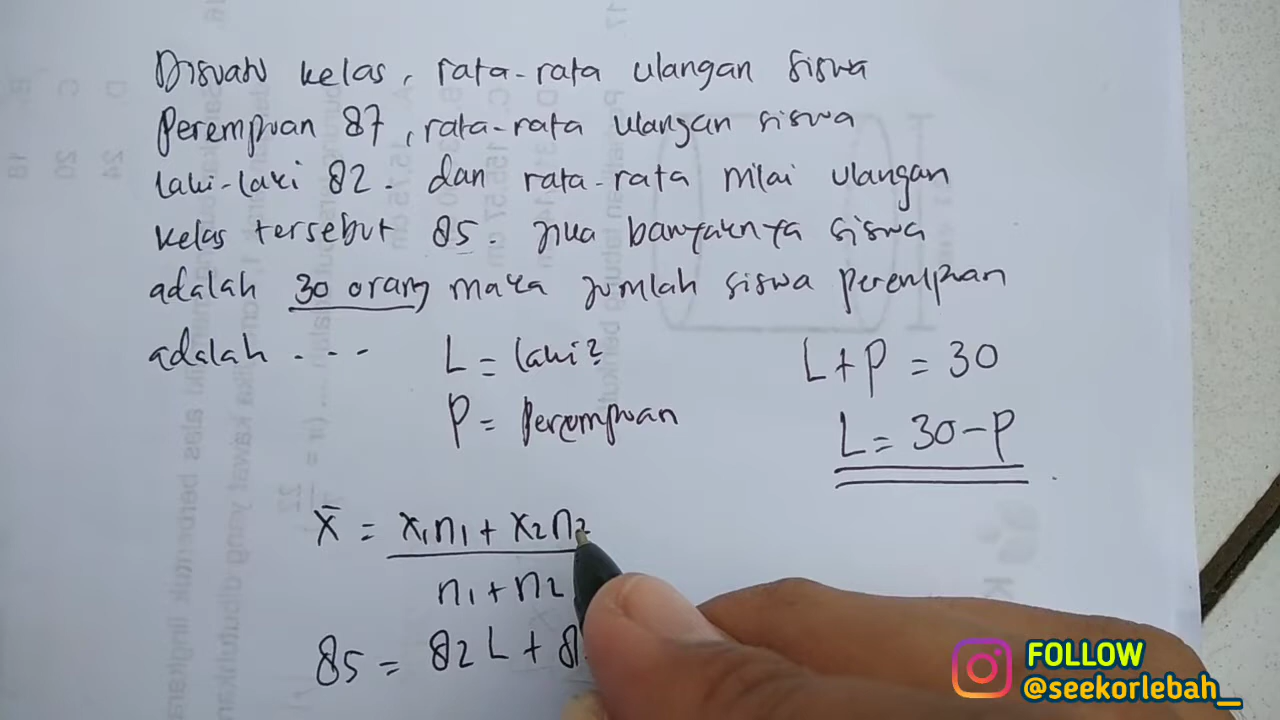 Disuatu kelas, rata-rata ulangan siswa
Perempuan 87, rata-rata ulangan siswa
laki-laki 82. dan rata-rata nilai ulangan
kelas tersebut 85. jika banyaknya siswa
adalah 30 orang maka jumlah siswa perempuan
adalah ....
L = laki²
P = Perempuan
L + P = 30
L = 30 - P
x̄ = x₁n₁ + x₂n₂
n₁ + n₂
85 = 82 L + 8
FOLLOW
@seekorlebah_